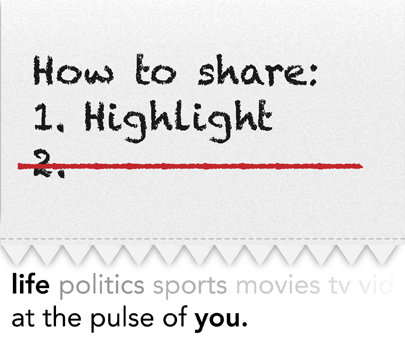 How to share:
1. Highlight
2.
life politics sports movies tv vid
at the pulse of you.